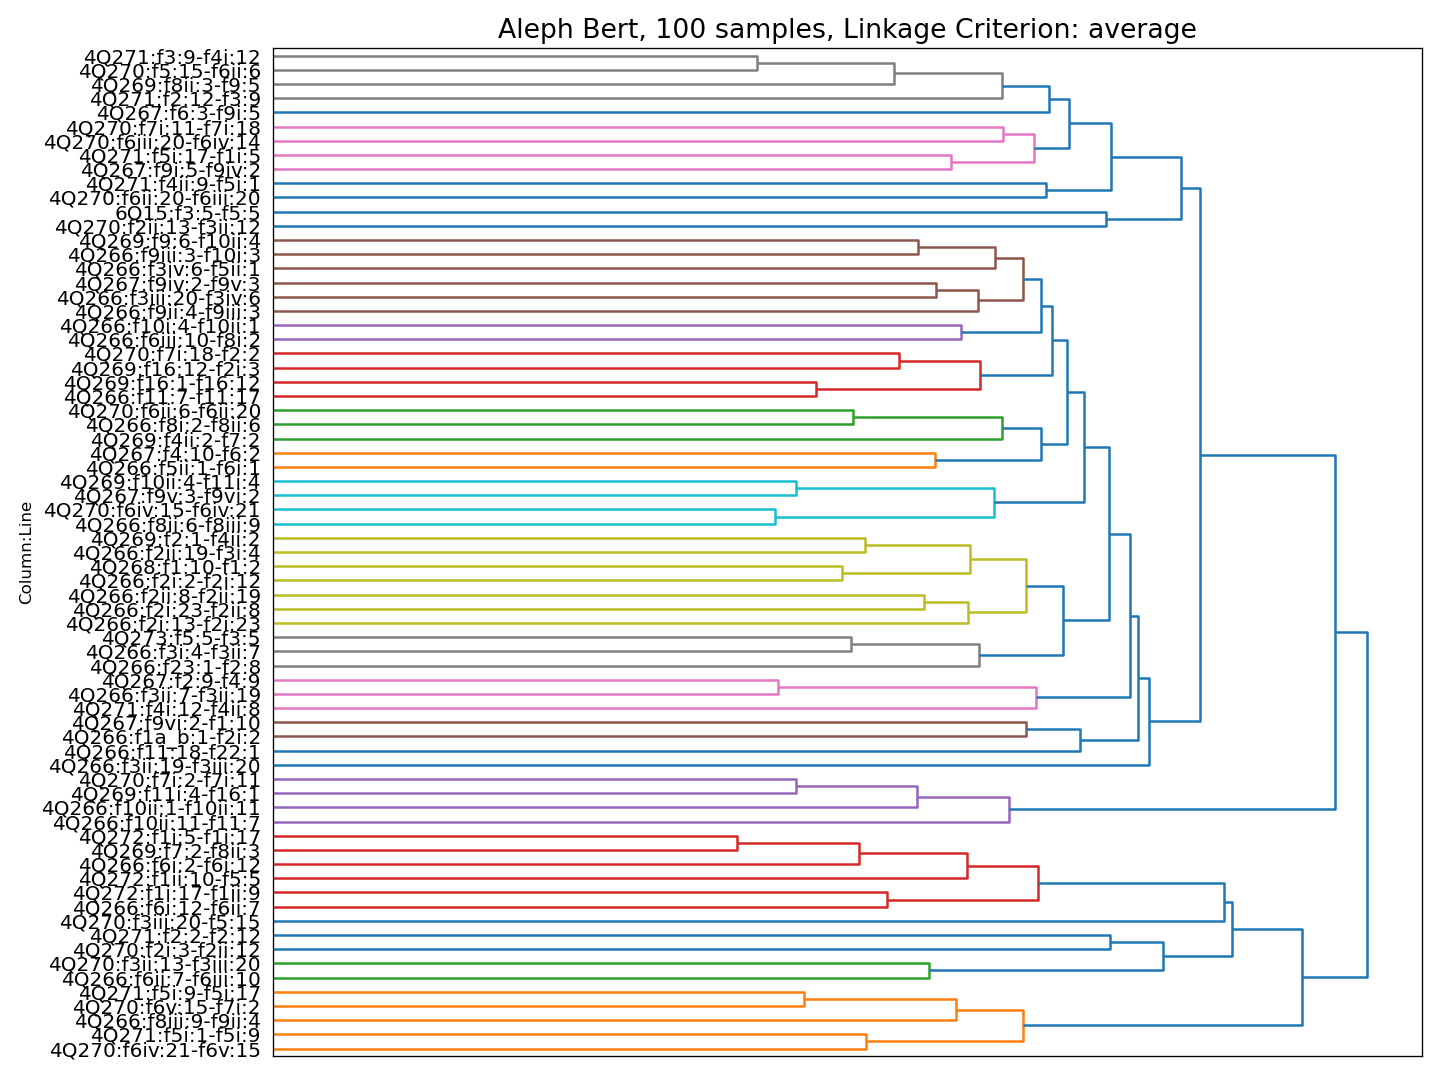 Aleph Bert, 100 samples, Linkage Criterion: average
4Q271:f3:9-f4i:12
4Q270:f5:15-f6ii:6
4Q269:f8ii:3-f9:5
4Q271:f2:12-f3:9
4Q267:f6:3-f9i:5
4Q270:f7i:11-f7i:18
4Q270:f6iii:20-f6iv:14
4Q271:f5i:17-f1i:5
4Q267:f9i:5-f9iv:2
4Q271:f4ii:9-f5i:1
4Q270:f6ii:20-f6iii:20
6Q15:f3:5-f5:5
4Q270:f2ii:13-f3ii:12
4Q269:f9:6-f10ii:4
4Q266:f9iii:3-f10i:3
4Q266:f3iv:6-f5ii:1
4Q267:f9iv:2-f9v:3
4Q266:f3iii:20-f3iv:6
4Q266:f9ii:4-f9iii:3
4Q266:f10i:4-f10ii:1
4Q266:f6iii:10-f8i:2
4Q270:f7i:18-f2:2
4Q269:f16:12-f2i:3
4Q269:f16:1-f16:12
4Q266:f11:7-f11:17
4Q270:f6ii:6-f6ii:20
4Q266:f8i:2-f8ii:6
4Q269:f4ii:2-f7:2
4Q267:f4:10-f6:2
4Q266:f5ii:1-f6i:1
4Q269:f10ii:4-f11i:4
4Q267:f9v:3-f9vi:2
4Q270:f6iv:15-f6iv:21
4Q266:f8ii:6-f8iii:9
4Q269:f2:1-f4ii:2
4Q266:f2ii:19-f3i:4
4Q268:f1:10-f1:2
4Q266:f2i:2-f2i:12
4Q266:f2ii:8-f2ii:19
4Q266:f2i:23-f2ii:8
4Q266:f2i:13-f2i:23
4Q273:f5:5-f3:5
4Q266:f3i:4-f3ii:7
4Q266:f23:1-f2:8
4Q267:f2:9-f4:9
4Q266:f3ii:7-f3ii:19
4Q271:f4i:12-f4ii:8
4Q267:f9vi:2-f1:10
4Q266:f1a_b:1-f2i:2
4Q266:f11:18-f22:1
4Q266:f3ii:19-f3iii:20
4Q270:f7i:2-f7i:11
4Q269:f11i:4-f16:1
4Q266:f10ii:1-f10ii:11
4Q266:f10ii:11-f11:7
4Q272:f1i:5-f1i:17
4Q269:f7:2-f8ii:3
4Q266:f6i:2-f6i:12
4Q272:f1ii:10-f5:5
4Q272:f1i:17-f1ii:9
4Q266:f6i:12-f6ii:7
4Q270:f3iii:20-f5:15
4Q271:f2:2-f2:12
4Q270:f2i:3-f2ii:12
4Q270:f3ii:13-f3iii:20
4Q266:f6ii:7-f6iii:10
4Q271:f5i:9-f5i:17
4Q270:f6v:15-f7i:2
4Q266:f8iii:9-f9ii:4
4Q271:f5i:1-f5i:9
4Q270:f6iv:21-f6v:15
Column:Line